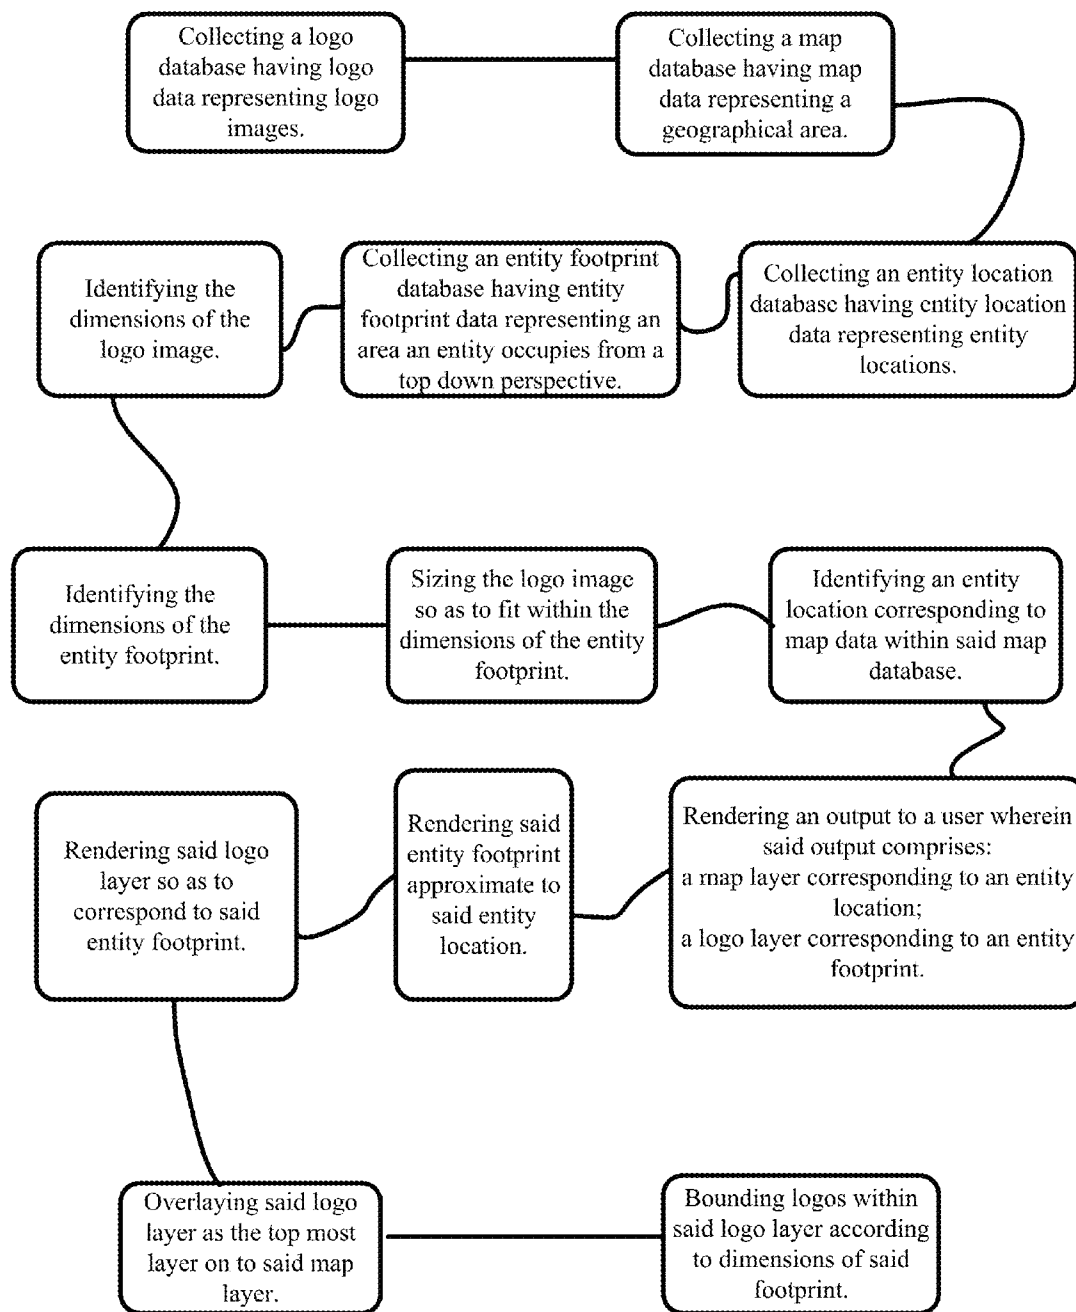 Collecting a logo
database having logo
data representing logo
images.
Collecting a map
database having map
data representing a
geographical area.
Collecting an entity location
database having entity location
data representing entity
locations.
Collecting an entity footprint
database having entity
footprint data representing an
area an entity occupies from a
top down perspective.
Identifying the
dimensions of the
logo image.
Identifying the
dimensions of the
entity footprint.
Sizing the logo image
so as to fit within the
dimensions of the entity
footprint.
Identifying an entity
location corresponding to
map data within said map
database.
Rendering an output to a user wherein
said output comprises:
a map layer corresponding to an entity
location;
a logo layer corresponding to an entity
footprint.
Rendering said
entity footprint
approximate to
said entity
location.
Rendering said logo
layer so as to
correspond to said
entity footprint.
Overlaying said logo
layer as the top most
layer on to said map
layer.
Bounding logos within
said logo layer according
to dimensions of said
footprint.